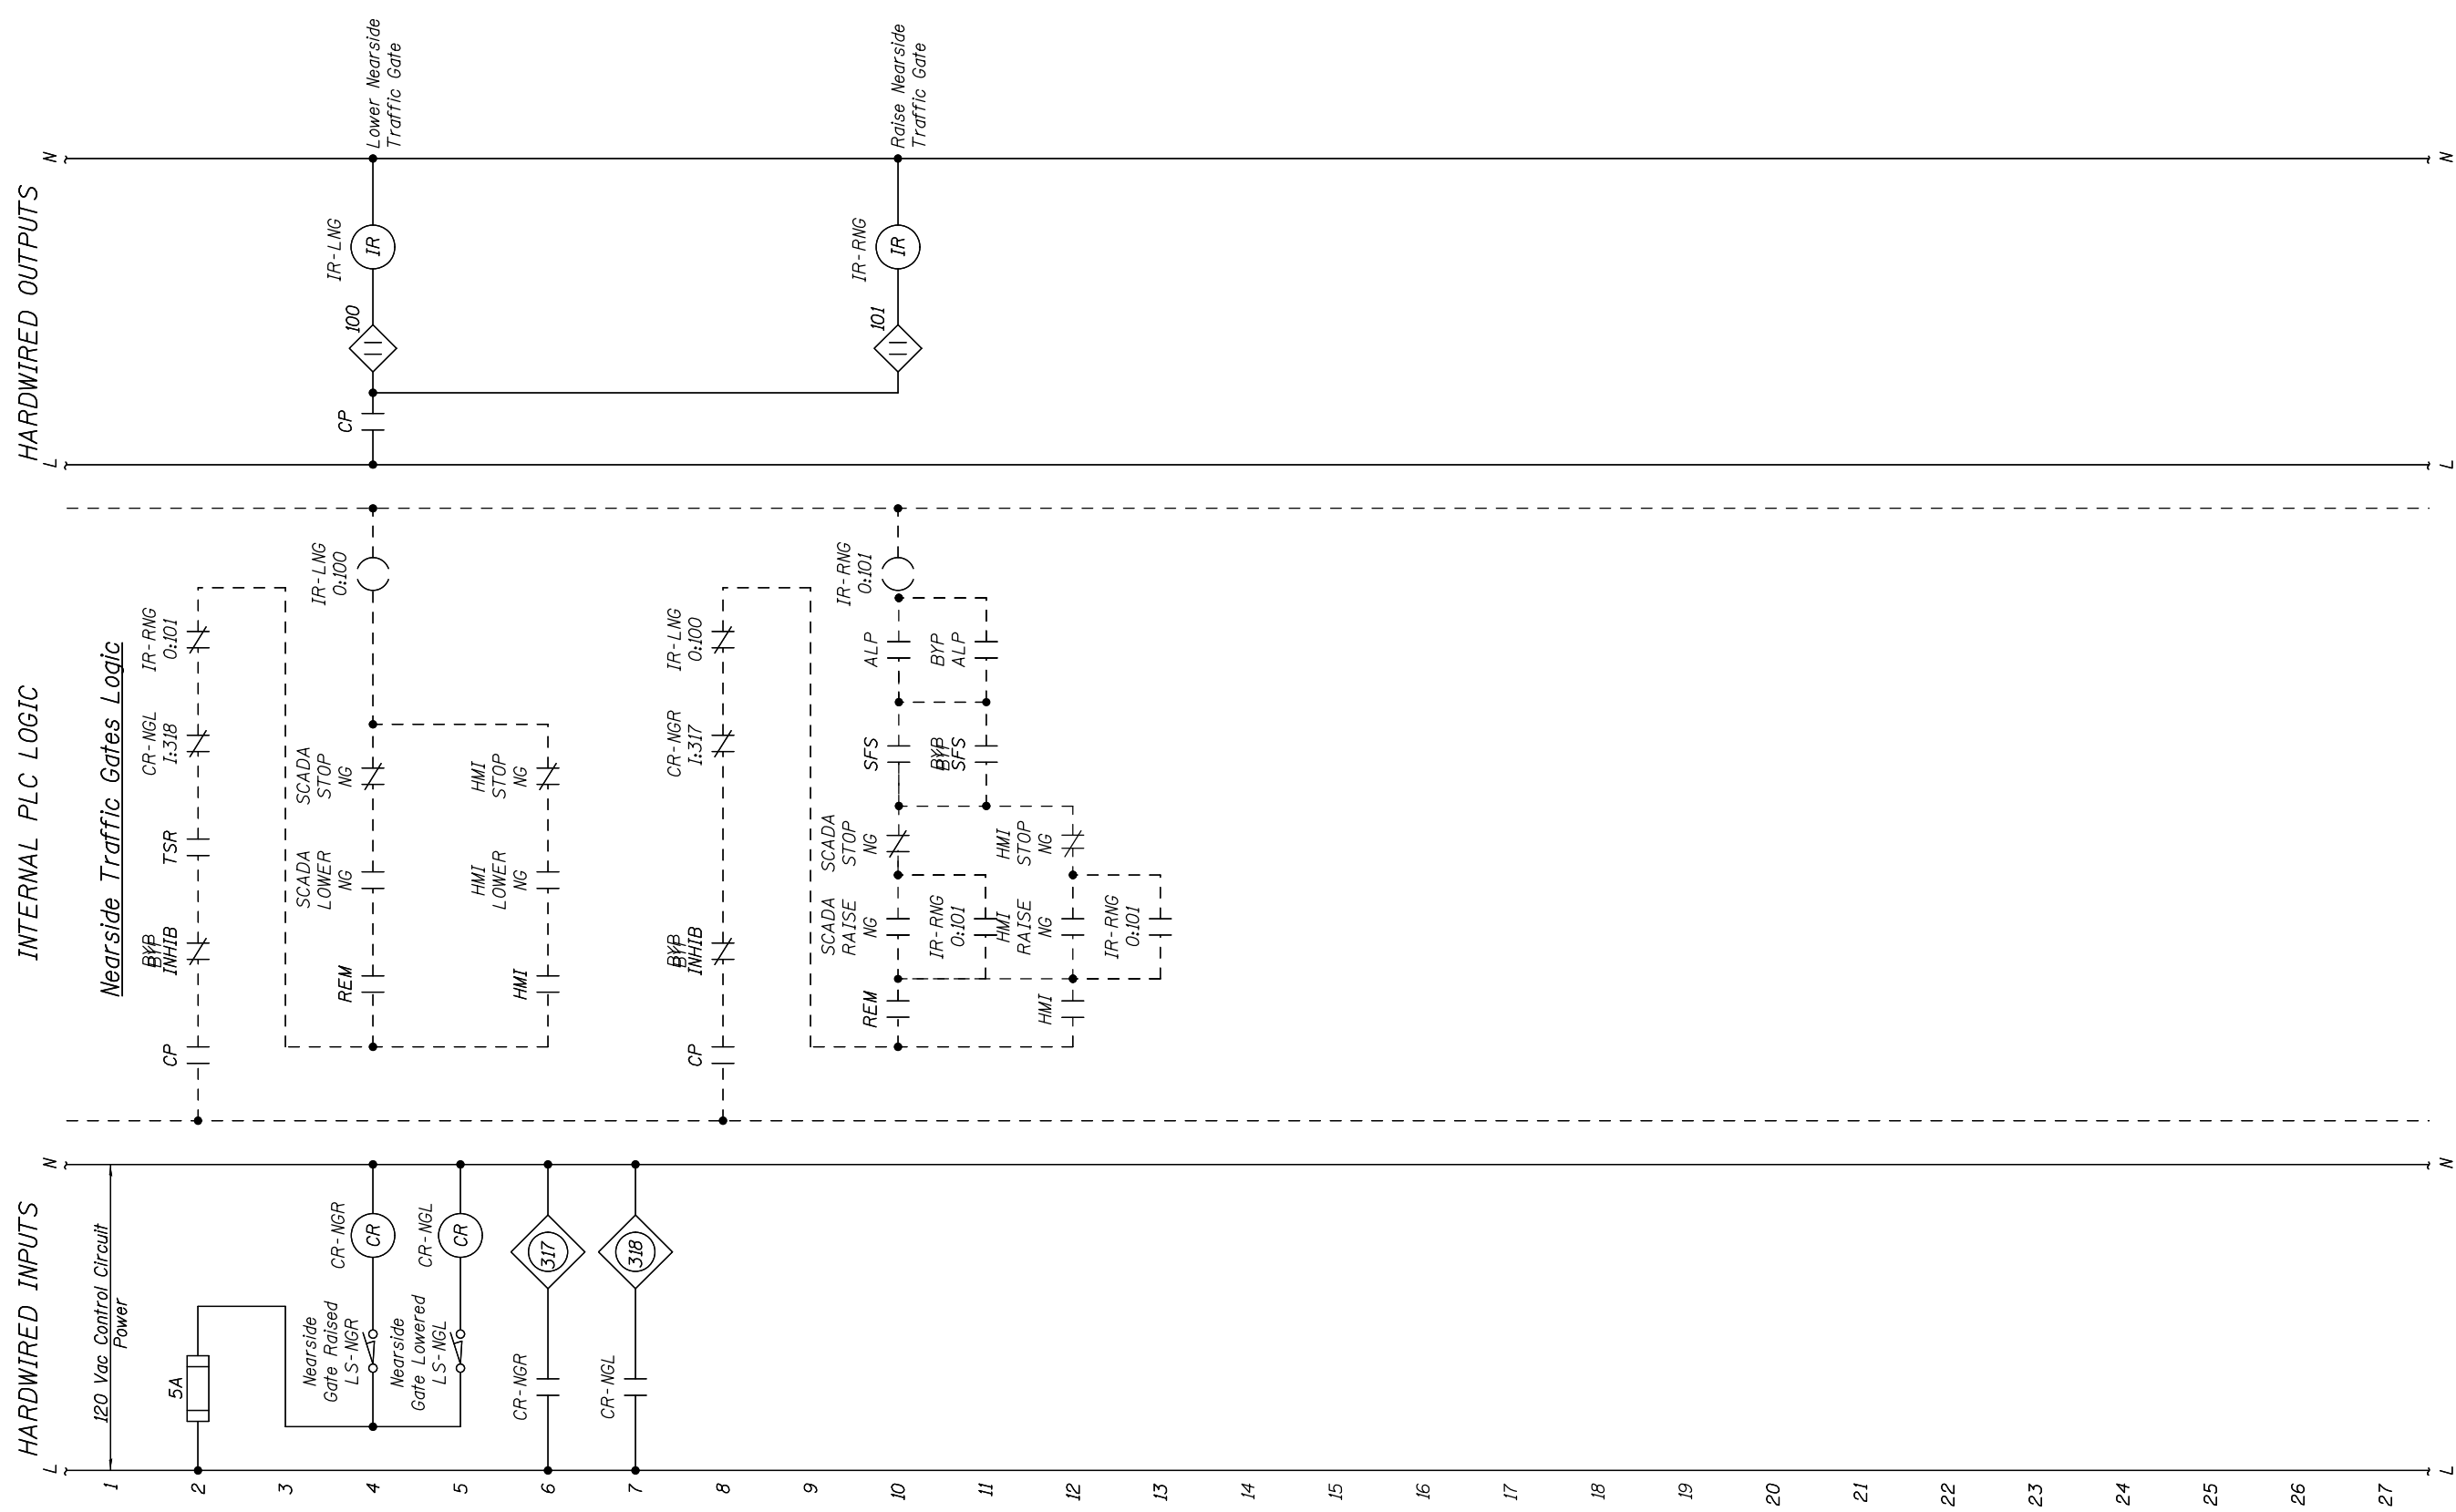 HARDWIRED INPUTS
INTERNAL PLC LOGIC
HARDWIRED OUTPUTS
L
N
L
N
1
120 Vac Control Circuit
Power
Nearside Traffic Gates Logic
2
5A
CP
BYP
INHIB
TSR
CR-NGL
I:318
IR-RNG
O:101
3
4
Nearside
Gate Raised
LS-NGR
CR-NGR
CR
REM
SCADA
LOWER
NG
SCADA
STOP
NG
IR-LNG
O:100
CP
100
IR-LNG
IR
Lower Nearside
Traffic Gate
5
Nearside
Gate Lowered
LS-NGL
CR-NGL
CR
6
CR-NGR
317
HMI
HMI
LOWER
NG
HMI
STOP
NG
7
CR-NGL
318
8
CP
BYP
INHIB
CR-NGR
I:317
IR-LNG
O:100
9
10
REM
SCADA
RAISE
NG
SCADA
STOP
NG
SFS
ALP
IR-RNG
O:101
101
IR-RNG
IR
Raise Nearside
Traffic Gate
11
IR-RNG
O:101
BYP
SFS
BYP
ALP
12
HMI
HMI
RAISE
NG
HMI
STOP
NG
13
IR-RNG
O:101
14
15
16
17
18
19
20
21
22
23
24
25
26
27
L
N
L
N